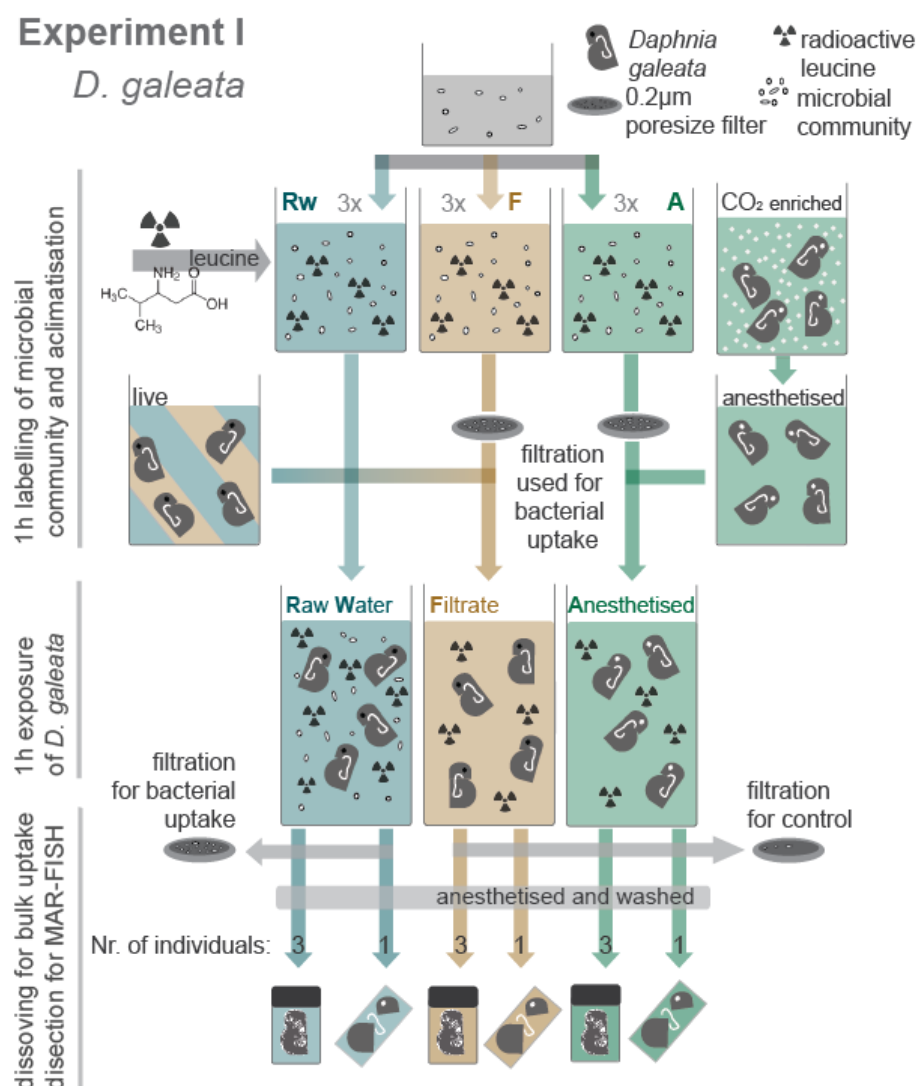 Experiment I
D. galeata
Daphnia
galeata
0.2µm
poresize filter
radioactive
leucine
microbial
community
1h labelling of microbial
community and aclimatisation
Rw 3x
3x F
3x A
CO₂ enriched
leucine
NH₂
O
H₃C
OH
CH₃
live
anesthetised
filtration
used for
bacterial
uptake
1h exposure
of D. galeata
Raw Water
Filtrate
Anesthetised
filtration
for bacterial
uptake
filtration
for control
dissoving for bulk uptake
disection for MAR-FISH
anesthetised and washed
Nr. of individuals: 3 1 3 1 3 1